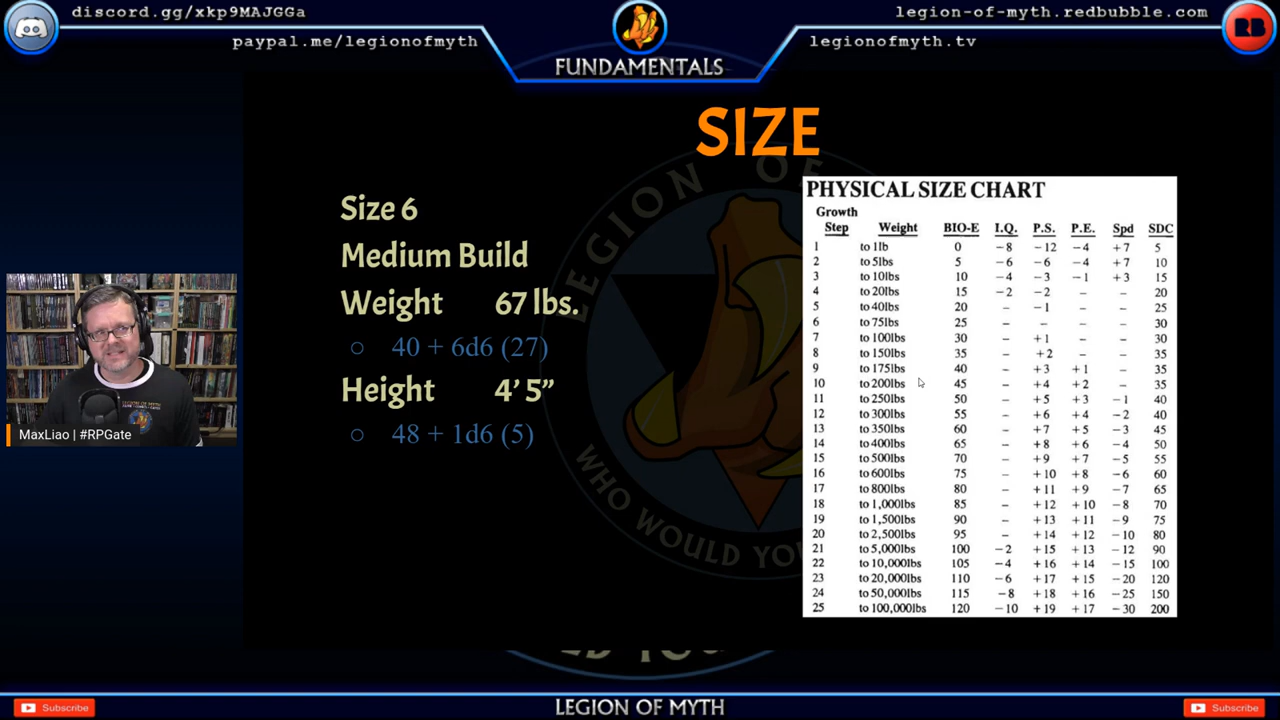 discord.gg/xkp9MAJGGa
legion-of-myth.redbubble.com
paypal.me/legionofmyth
legionofmyth.tv
FUNDAMENTALS
SIZE
Size 6
Medium Build
Weight 67 lbs.
○ 40 + 6d6 (27)
Height 4’ 5”
○ 48 + 1d6 (5)
PHYSICAL SIZE CHART
Growth
Step Weight BIO-E I.Q. P.S. P.E. Spd SDC
1 to 1lb 0 −8 −12 −4 +7 5
2 to 5lbs 5 −6 −6 −4 +7 10
3 to 10lbs 10 −4 −3 −1 +3 15
4 to 20lbs 15 −2 −2 – – 20
5 to 40lbs 20 – −1 – – 25
6 to 75lbs 25 – – – – 30
7 to 100lbs 30 – +1 – – 30
8 to 150lbs 35 – +2 – – 35
9 to 175lbs 40 – +3 +1 – 35
10 to 200lbs 45 – +4 +2 – 35
11 to 250lbs 50 – +5 +3 −1 40
12 to 300lbs 55 – +6 +4 −2 40
13 to 350lbs 60 – +7 +5 −3 45
14 to 400lbs 65 – +8 +6 −4 50
15 to 500lbs 70 – +9 +7 −5 55
16 to 600lbs 75 – +10 +8 −6 60
17 to 800lbs 80 – +11 +9 −7 65
18 to 1,000lbs 85 – +12 +10 −8 70
19 to 1,500lbs 90 – +13 +11 −9 75
20 to 2,500lbs 95 – +14 +12 −10 80
21 to 5,000lbs 100 −2 +15 +13 −12 90
22 to 10,000lbs 105 −4 +16 +14 −15 100
23 to 20,000lbs 110 −6 +17 +15 −20 120
24 to 50,000lbs 115 −8 +18 +16 −25 150
25 to 100,000lbs 120 −10 +19 +17 −30 200
LEGION OF
WHO WOULD YO
MaxLiao | #RPGate
Subscribe
LEGION OF MYTH
Subscribe
RB